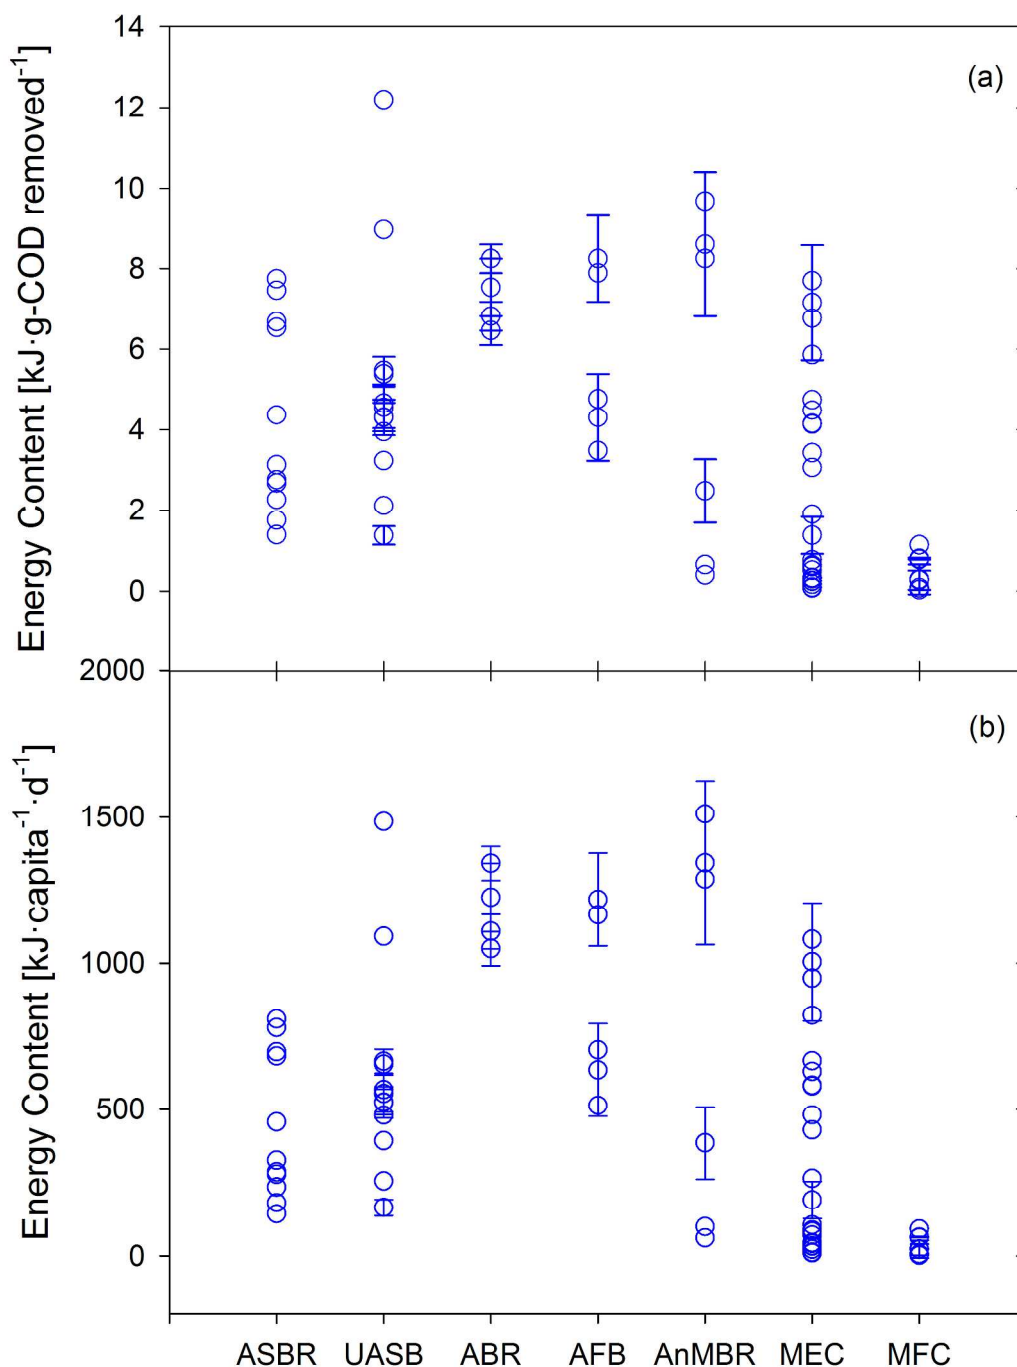 Energy Content [kJ·g-COD removed⁻¹]
14
(a)
12
10
8
6
4
2
0
Energy Content [kJ·capita⁻¹·d⁻¹]
2000
(b)
1500
1000
500
0
ASBR UASB ABR AFB AnMBR MEC MFC